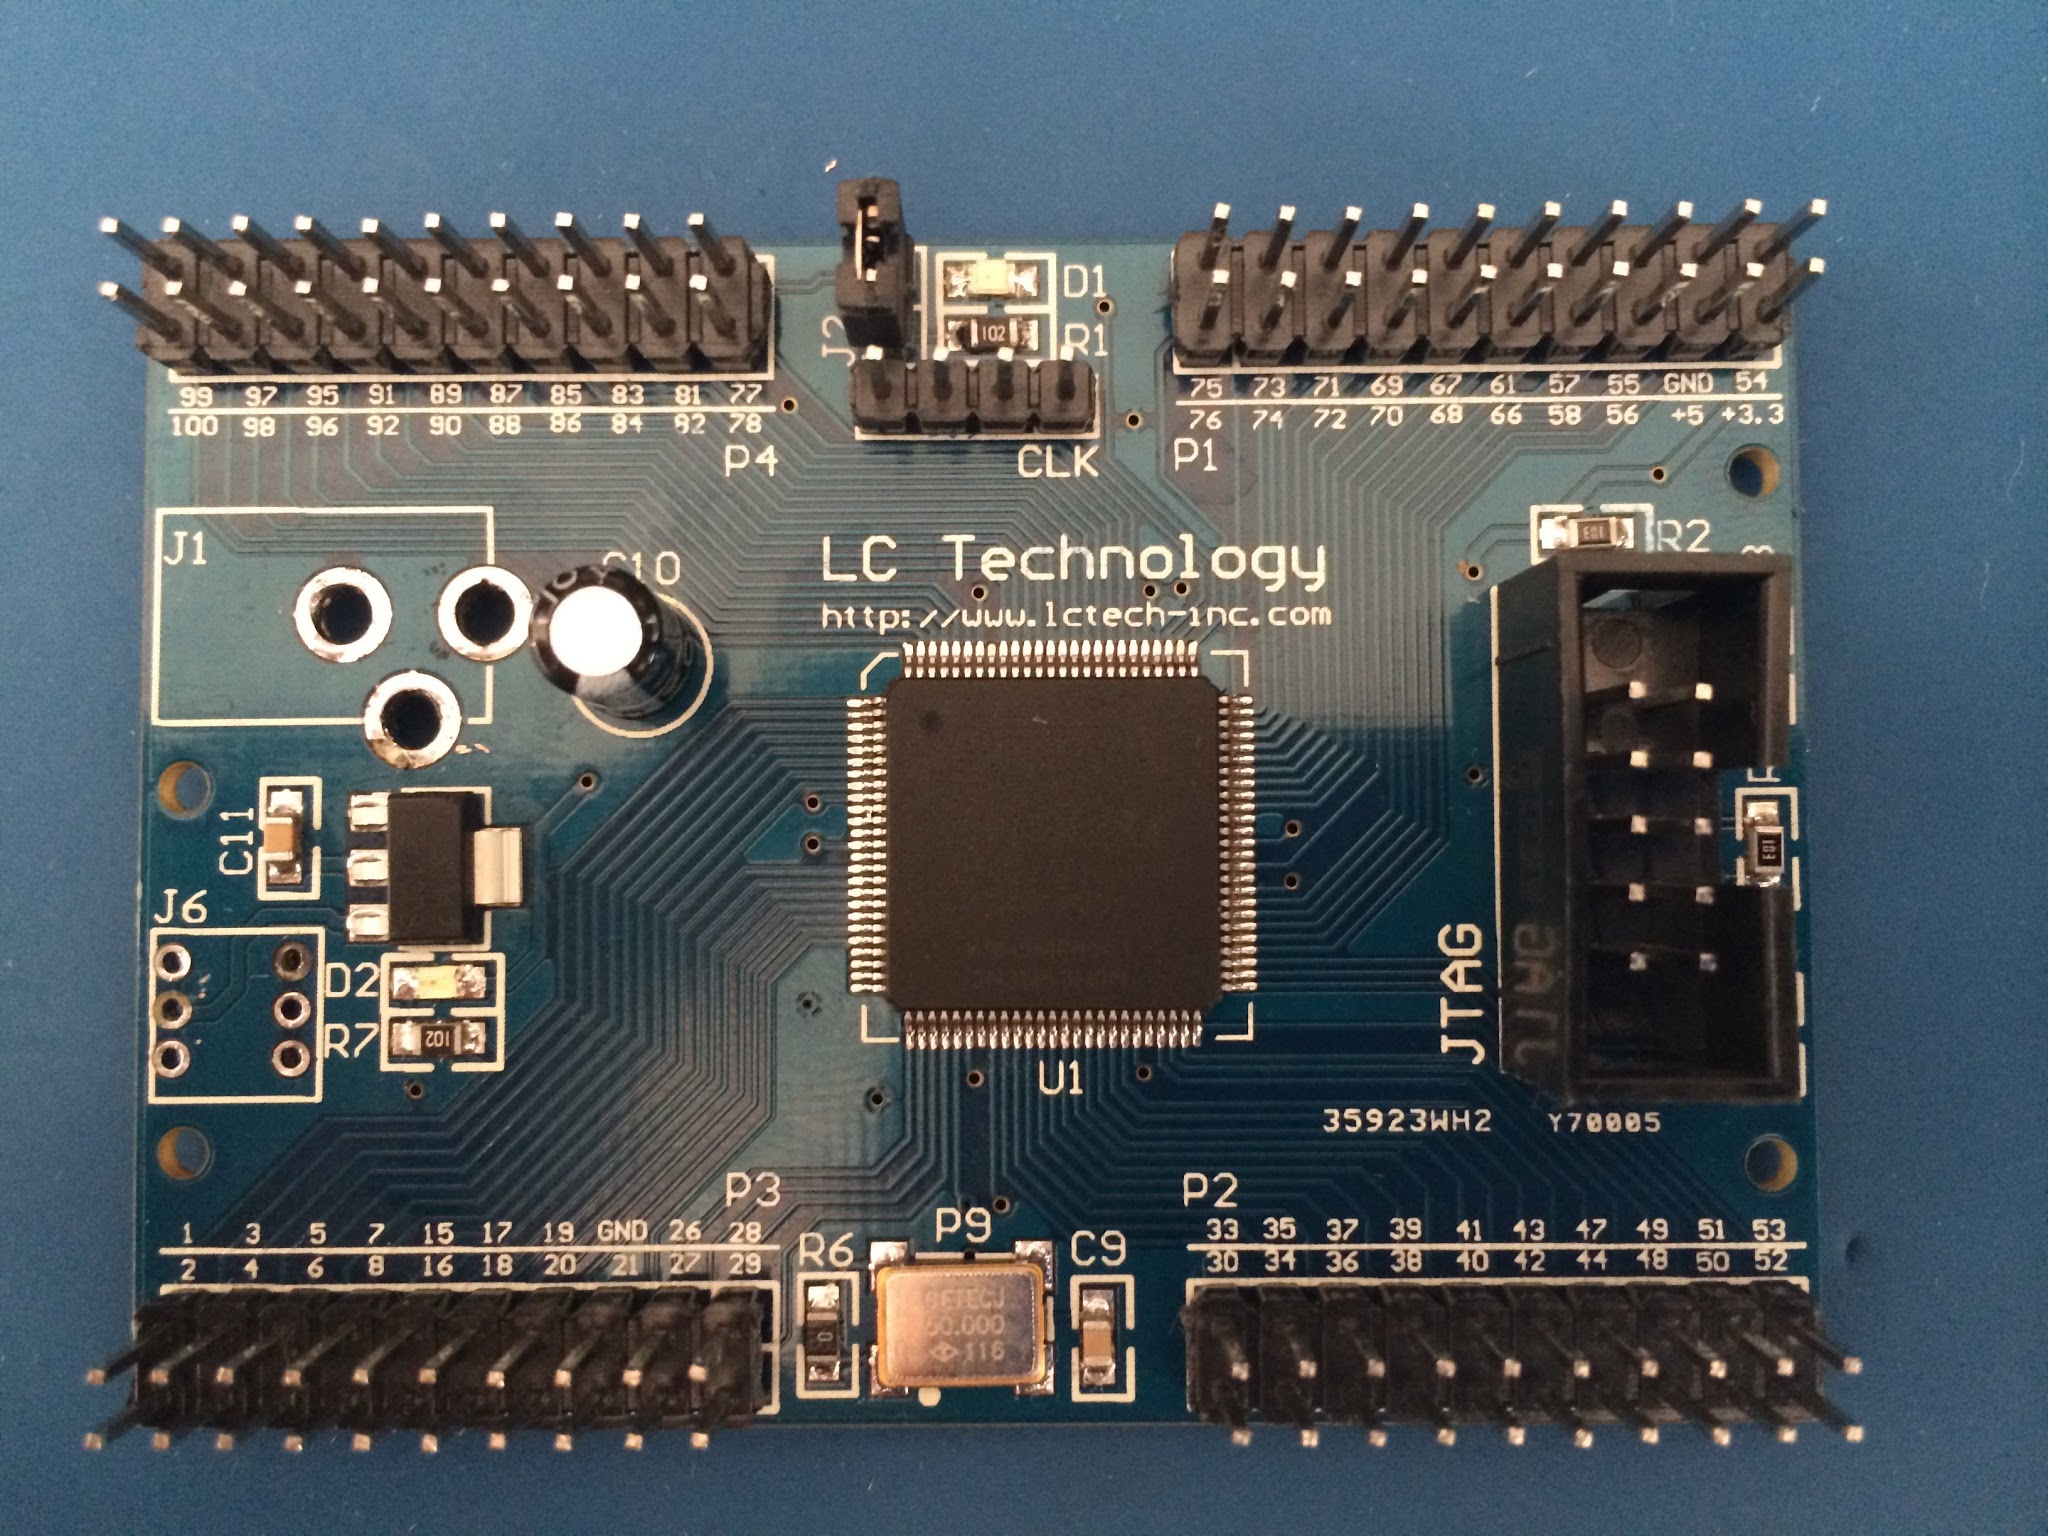 99 97 95 91 89 87 85 83 81 77
100 98 96 92 90 88 86 84 82 78
P4
J2
D1
102
R1
CLK
75 73 71 69 67 61 57 55 GND 54
76 74 72 70 68 66 58 56 +5 +3.3
P1
J1
C10
LC Technology
http://www.lctech-inc.com
R2
103
C11
J6
D2
R7
102
103
JTAG
U1
35923WH2 Y70005
P3
1 3 5 7 15 17 19 GND 26 28
2 4 6 8 16 18 20 21 27 29
R6
0
P9
50.000
116
C9
P2
33 35 37 39 41 43 47 49 51 53
30 34 36 38 40 42 44 48 50 52